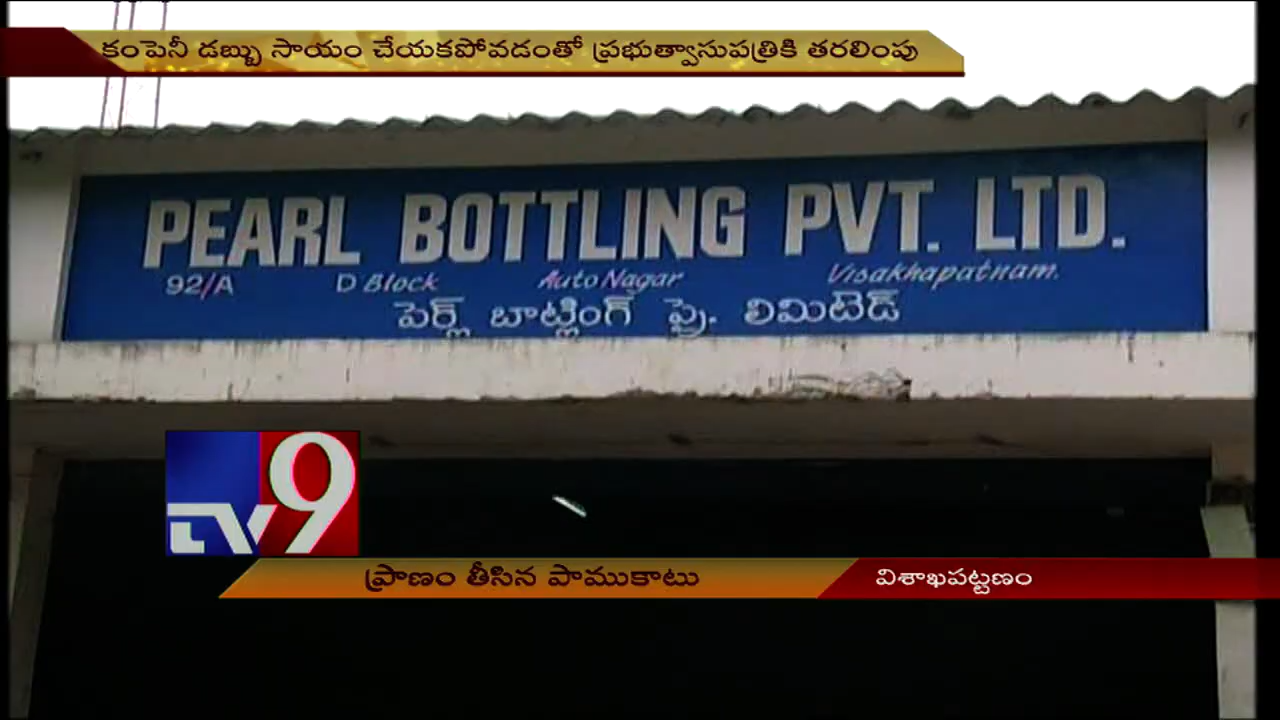 కంపెనీ డబ్బు సాయం చేయకపోవడంతో ప్రభుత్వాసుపత్రికి తరలింపు
PEARL BOTTLING PVT. LTD.
92/A D Block Auto Nagar Visakhapatnam.
పెర్ల్ బాట్లింగ్ ప్రై. లిమిటెడ్
TV9
ప్రాణం తీసిన పాముకాటు విశాఖపట్టణం